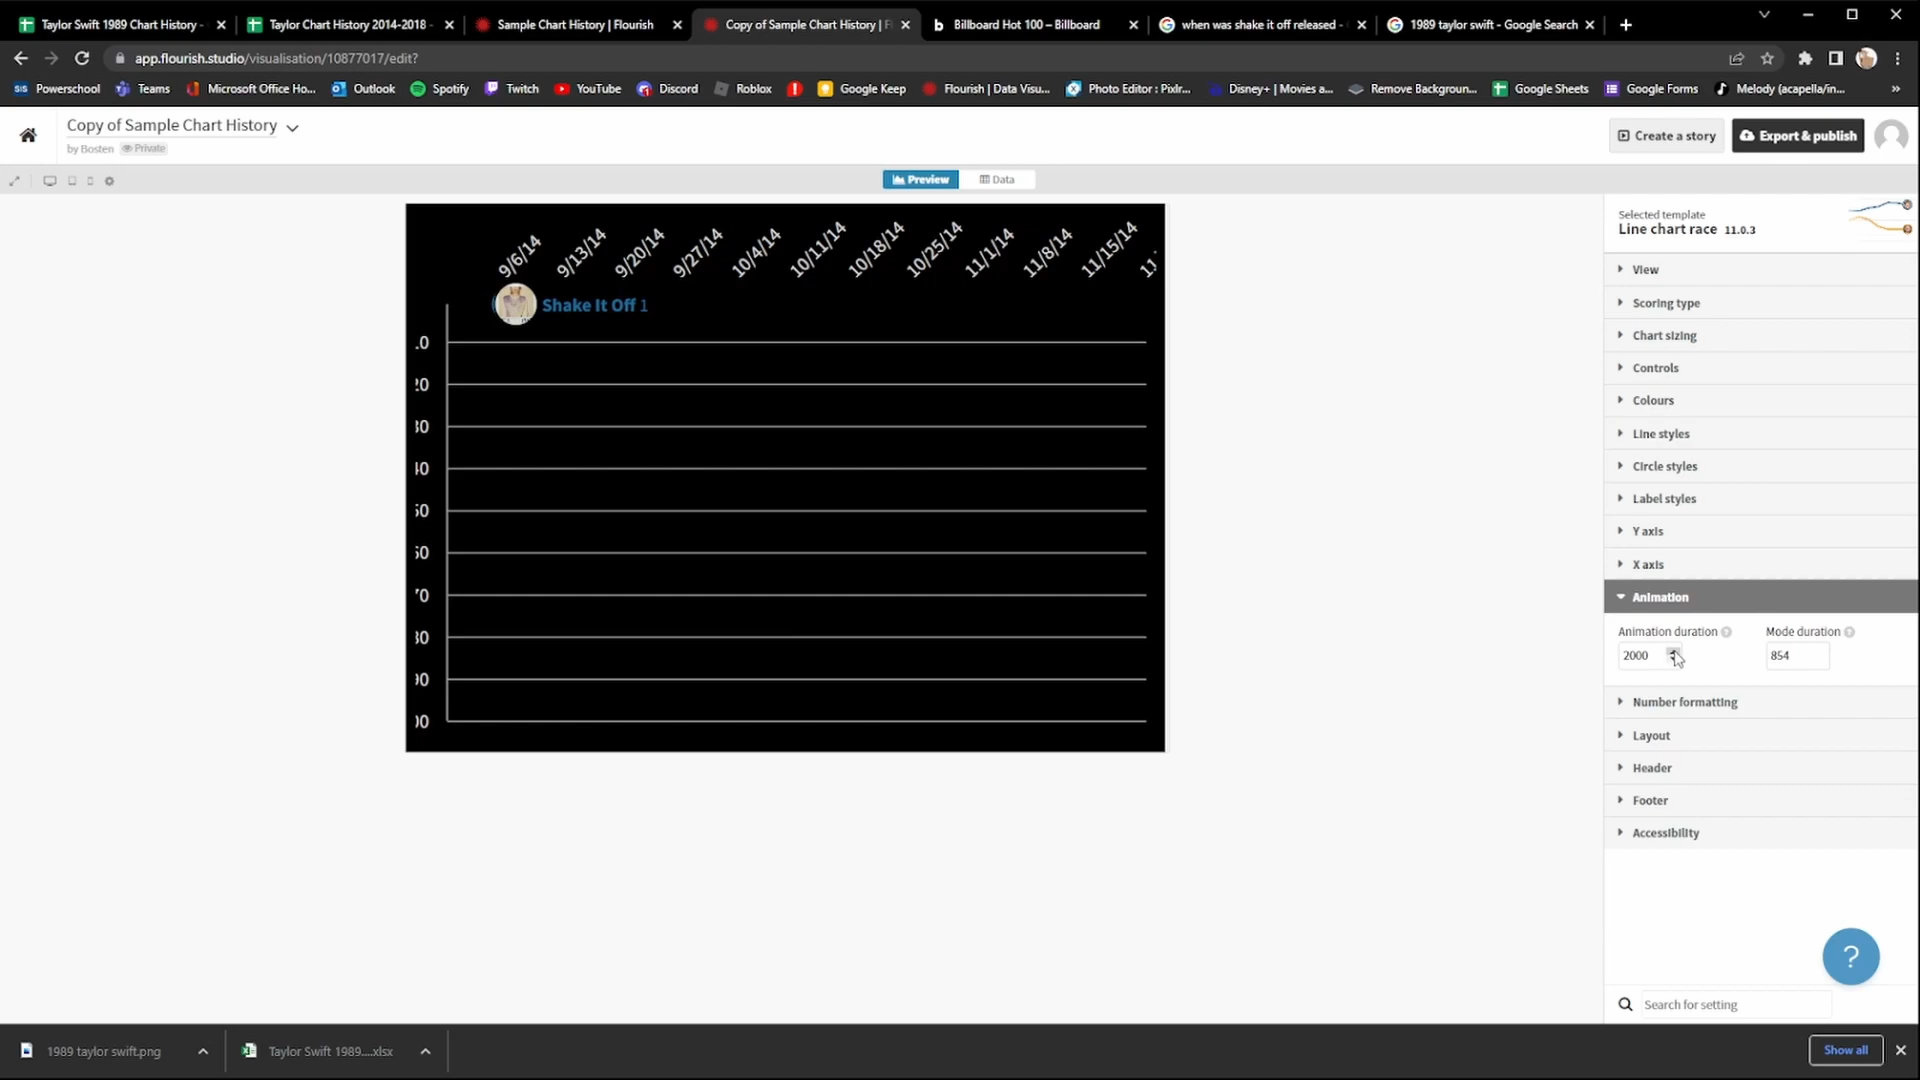 Taylor Swift 1989 Chart History -
Taylor Chart History 2014-2018 -
Sample Chart History | Flourish
Copy of Sample Chart History | F
Billboard Hot 100 – Billboard
when was shake it off released -
1989 taylor swift - Google Search
app.flourish.studio/visualisation/10877017/edit?
SIS Powerschool
Teams
Microsoft Office Ho...
Outlook
Spotify
Twitch
YouTube
Discord
Roblox
Google Keep
Flourish | Data Visu...
Photo Editor : Pixlr...
Disney+ | Movies a...
Remove Backgroun...
Google Sheets
Google Forms
Melody (acapella/in...
»
Copy of Sample Chart History
by Bosten Private
Create a story
Export & publish
Preview
Data
Selected template
Line chart race 11.0.3
9/6/14
9/13/14
9/20/14
9/27/14
10/4/14
10/11/14
10/18/14
10/25/14
11/1/14
11/8/14
11/15/14
Shake It Off 1
View
Scoring type
Chart sizing
Controls
Colours
Line styles
Circle styles
Label styles
Y axis
X axis
Animation
Animation duration ?
Mode duration ?
2000
854
Number formatting
Layout
Header
Footer
Accessibility
?
Search for setting
1989 taylor swift.png
Taylor Swift 1989....xlsx
Show all